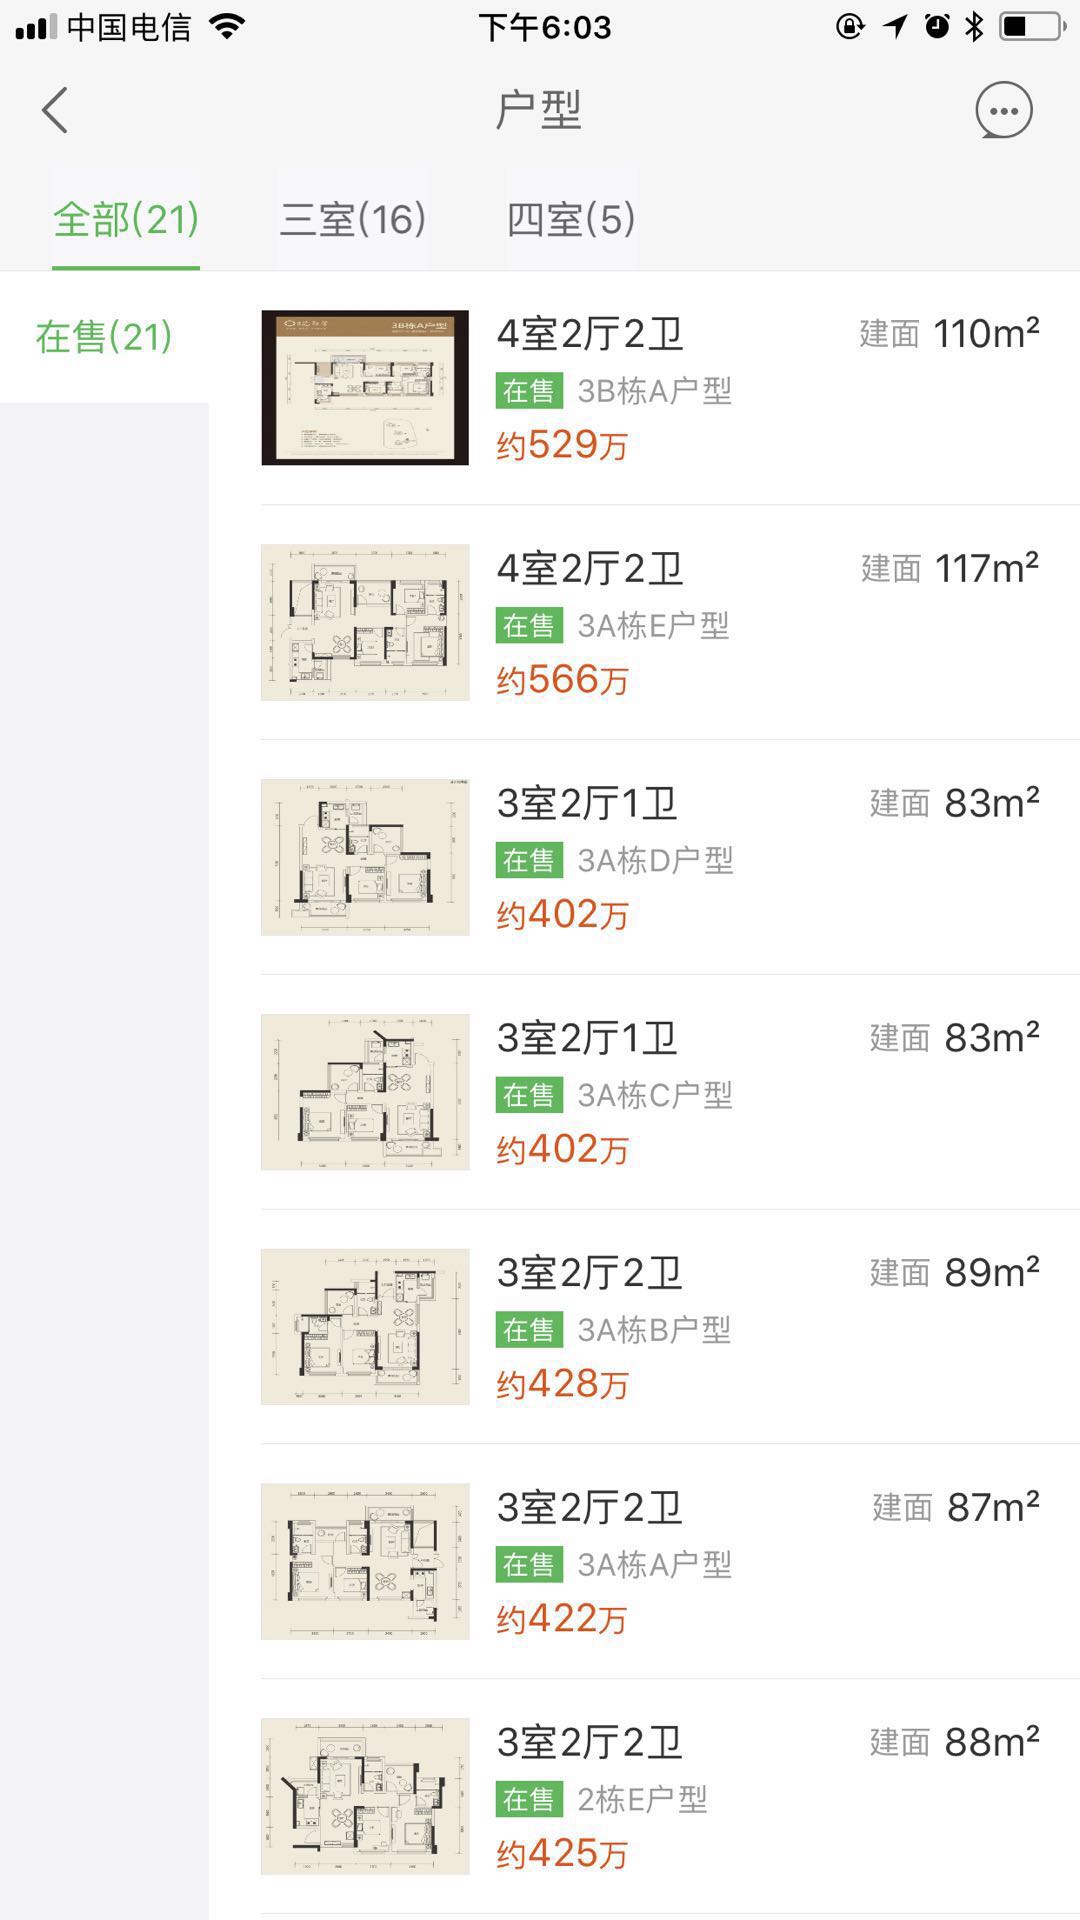 中国电信
下午6:03
户型
全部(21) 三室(16) 四室(5)
在售(21)
3B栋A户型
4室2厅2卫 建面 110m²
在售 3B栋A户型
约529万
4室2厅2卫 建面 117m²
在售 3A栋E户型
约566万
3室2厅1卫 建面 83m²
在售 3A栋D户型
约402万
3室2厅1卫 建面 83m²
在售 3A栋C户型
约402万
3室2厅2卫 建面 89m²
在售 3A栋B户型
约428万
3室2厅2卫 建面 87m²
在售 3A栋A户型
约422万
3室2厅2卫 建面 88m²
在售 2栋E户型
约425万